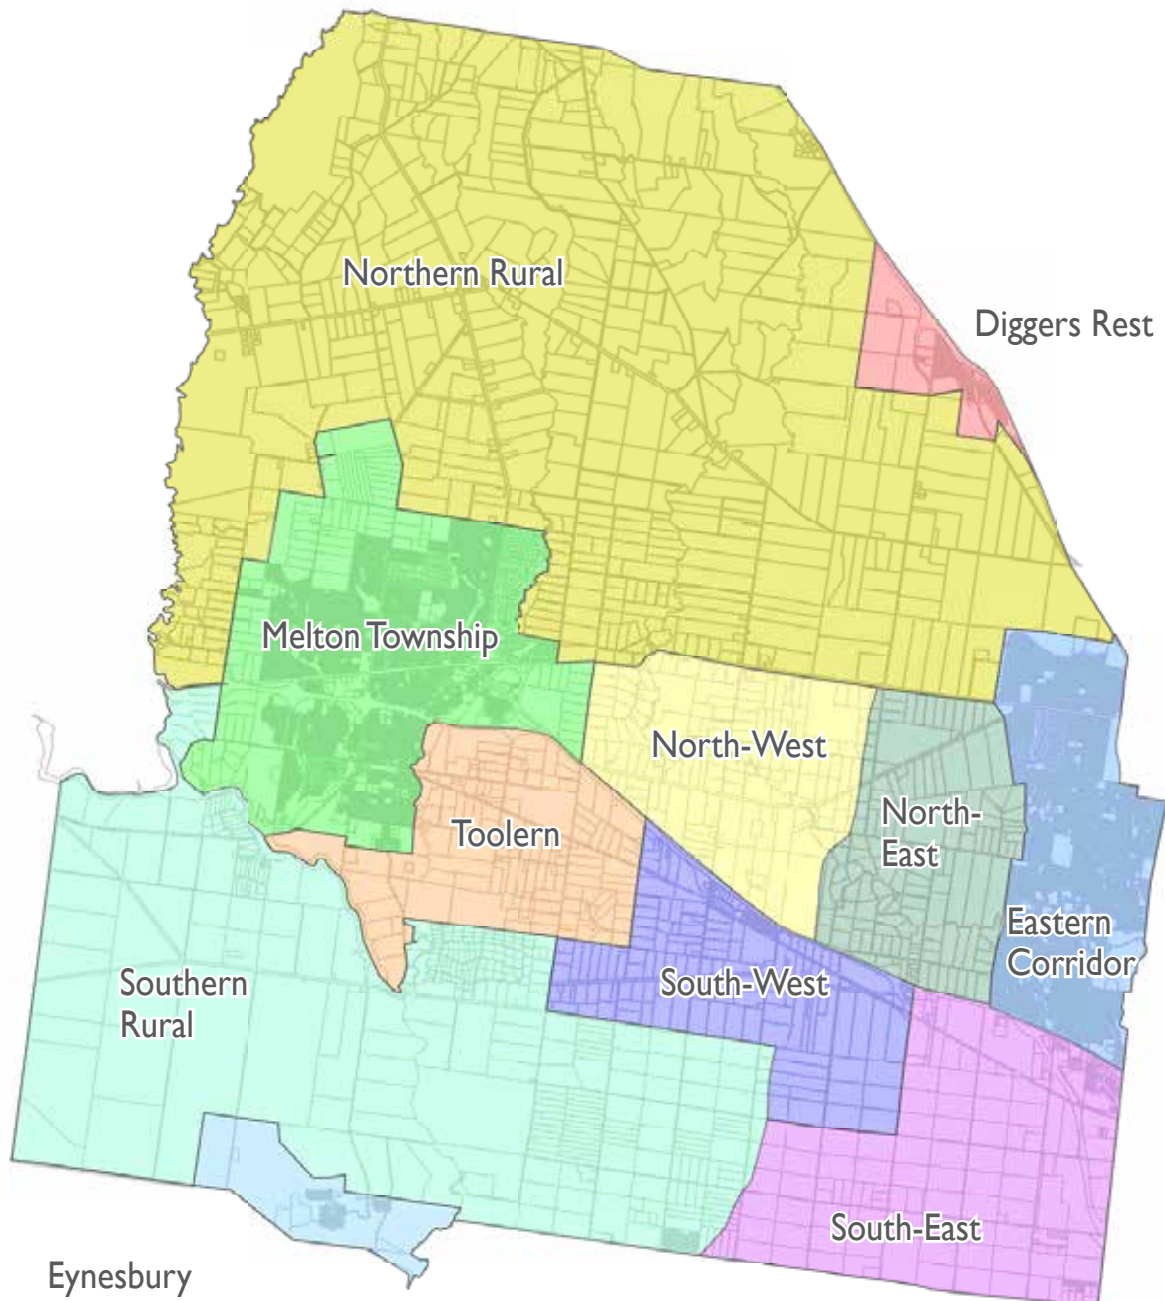 Northern Rural
Diggers Rest
Melton Township
North-West
North-
East
Toolern
Eastern
Corridor
Southern
Rural
South-West
South-East
Eynesbury